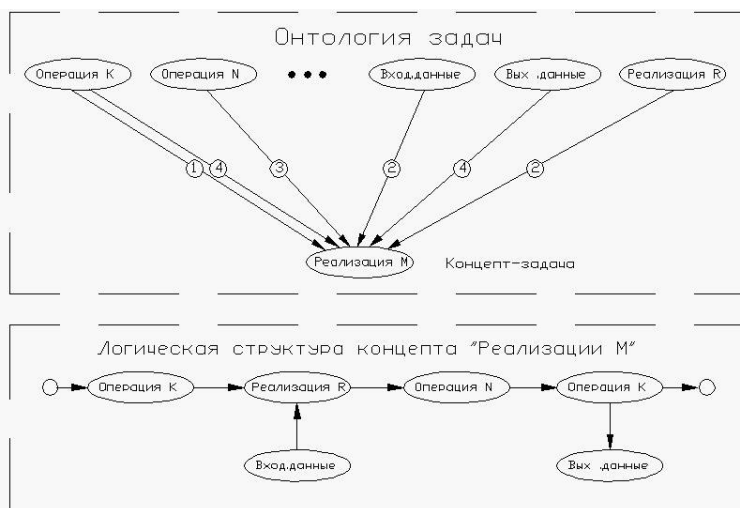 Онтология задач
Операция K
Операция N
Вход.данные
Вых .данные
Реализация R
1
4
3
2
4
2
Реализация M
Концепт-задача
Логическая структура концепта "Реализации М"
Операция K
Реализация R
Операция N
Операция K
Вход.данные
Вых .данные